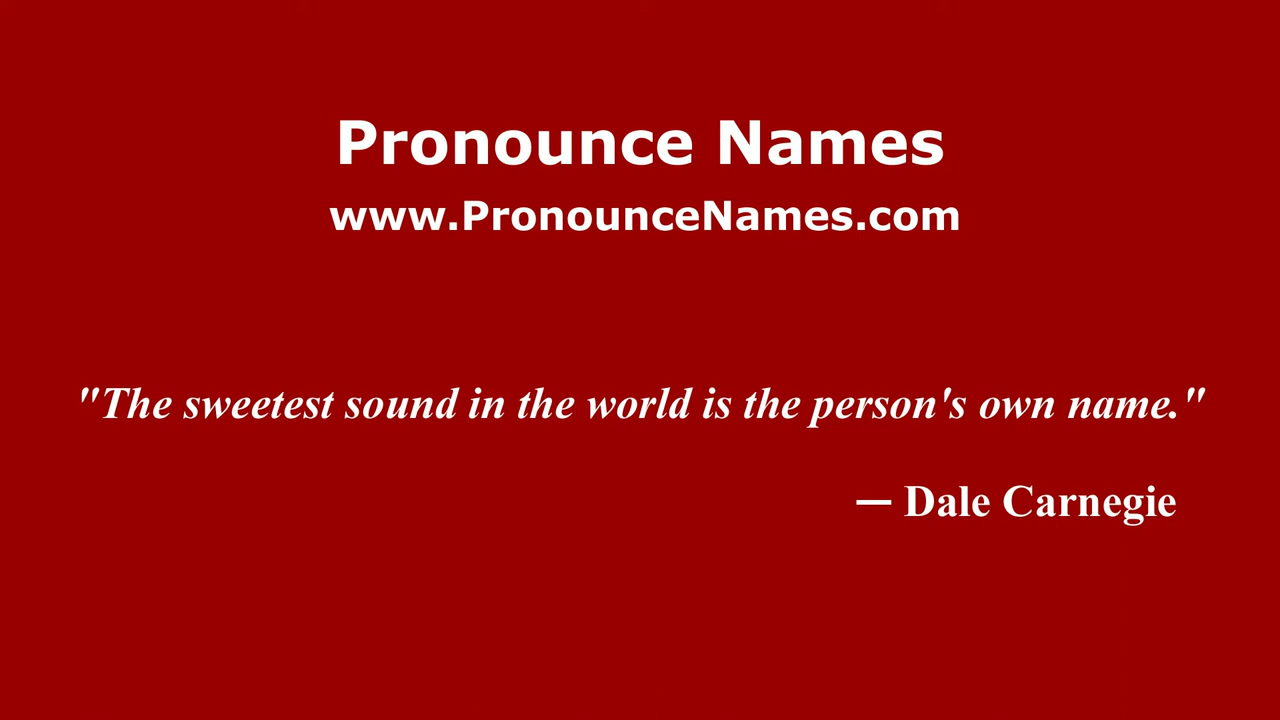 Pronounce Names
www.PronounceNames.com
"The sweetest sound in the world is the person's own name."
— Dale Carnegie